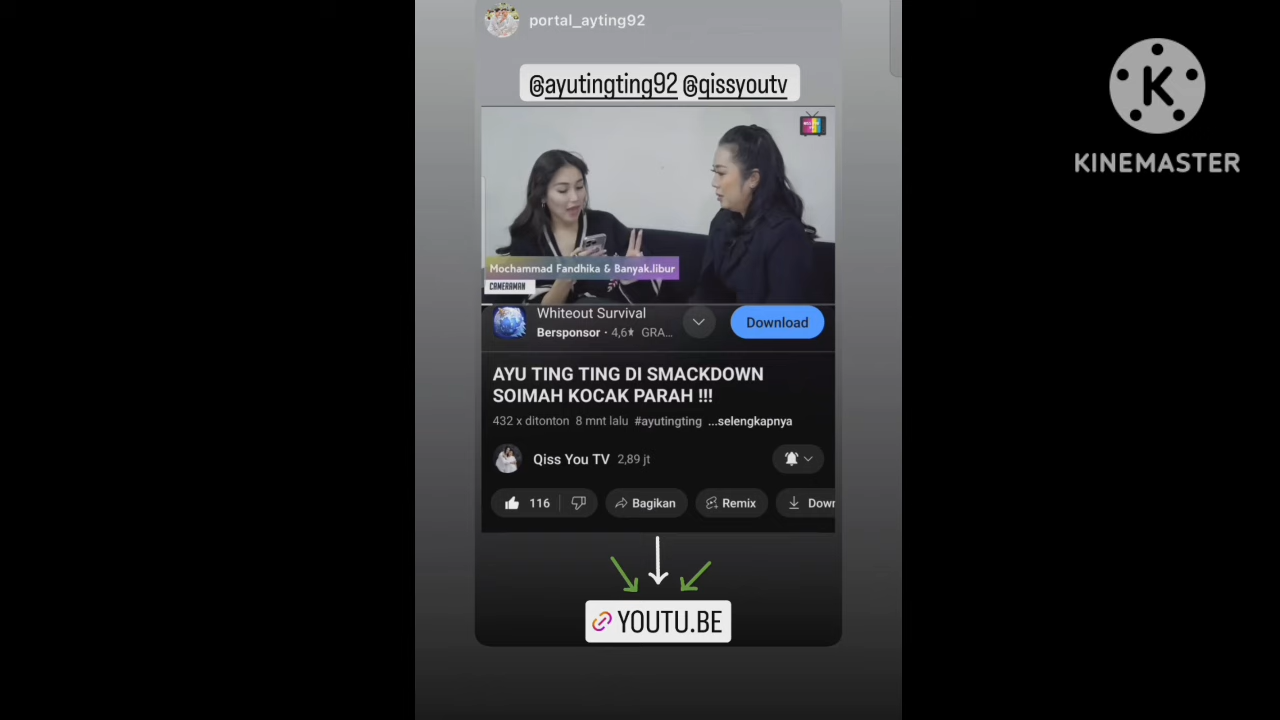 portal_ayting92
@ayutingting92 @qissyoutv
K
KINEMASTER
Mochammad Fandhika & Banyak.libur
CAMERAMAN
Whiteout Survival
Bersponsor · 4,6★ GRA...
Download
AYU TING TING DI SMACKDOWN
SOIMAH KOCAK PARAH !!!
432 x ditonton 8 mnt lalu #ayutingting ...selengkapnya
Qiss You TV 2,89 jt
116 Bagikan Remix Down
YOUTU.BE